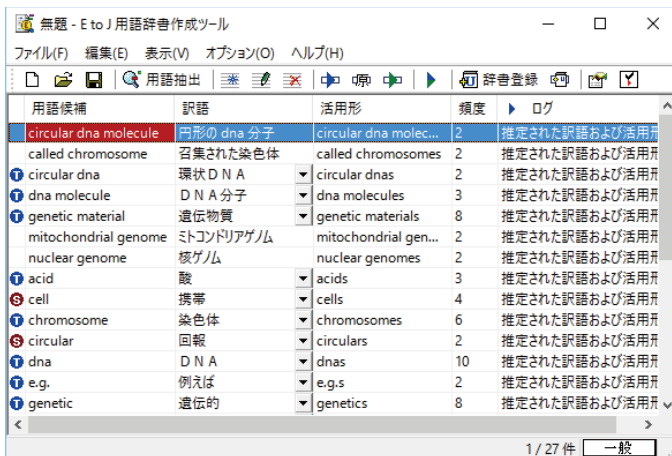 無題 - E to J 用語辞書作成ツール
ファイル(F) 編集(E) 表示(V) オプション(O) ヘルプ(H)
用語抽出 原 辞書登録
用語候補 訳語 活用形 頻度 ログ
circular dna molecule 円形の dna 分子 circular dna molec... 2 推定された訳語および活用形
called chromosome 召集された染色体 called chromosomes 2 推定された訳語および活用形
T circular dna 環状ＤＮＡ circular dnas 2 推定された訳語および活用形
T dna molecule ＤＮＡ分子 dna molecules 3 推定された訳語および活用形
T genetic material 遺伝物質 genetic materials 8 推定された訳語および活用形
mitochondrial genome ミトコンドリアゲノム mitochondrial gen... 2 推定された訳語および活用形
nuclear genome 核ゲノム nuclear genomes 2 推定された訳語および活用形
T acid 酸 acids 3 推定された訳語および活用形
S cell 携帯 cells 4 推定された訳語および活用形
T chromosome 染色体 chromosomes 6 推定された訳語および活用形
S circular 回報 circulars 2 推定された訳語および活用形
T dna ＤＮＡ dnas 10 推定された訳語および活用形
T e.g. 例えば e.g.s 2 推定された訳語および活用形
T genetic 遺伝的 genetics 8 推定された訳語および活用形
1 / 27 件 一般